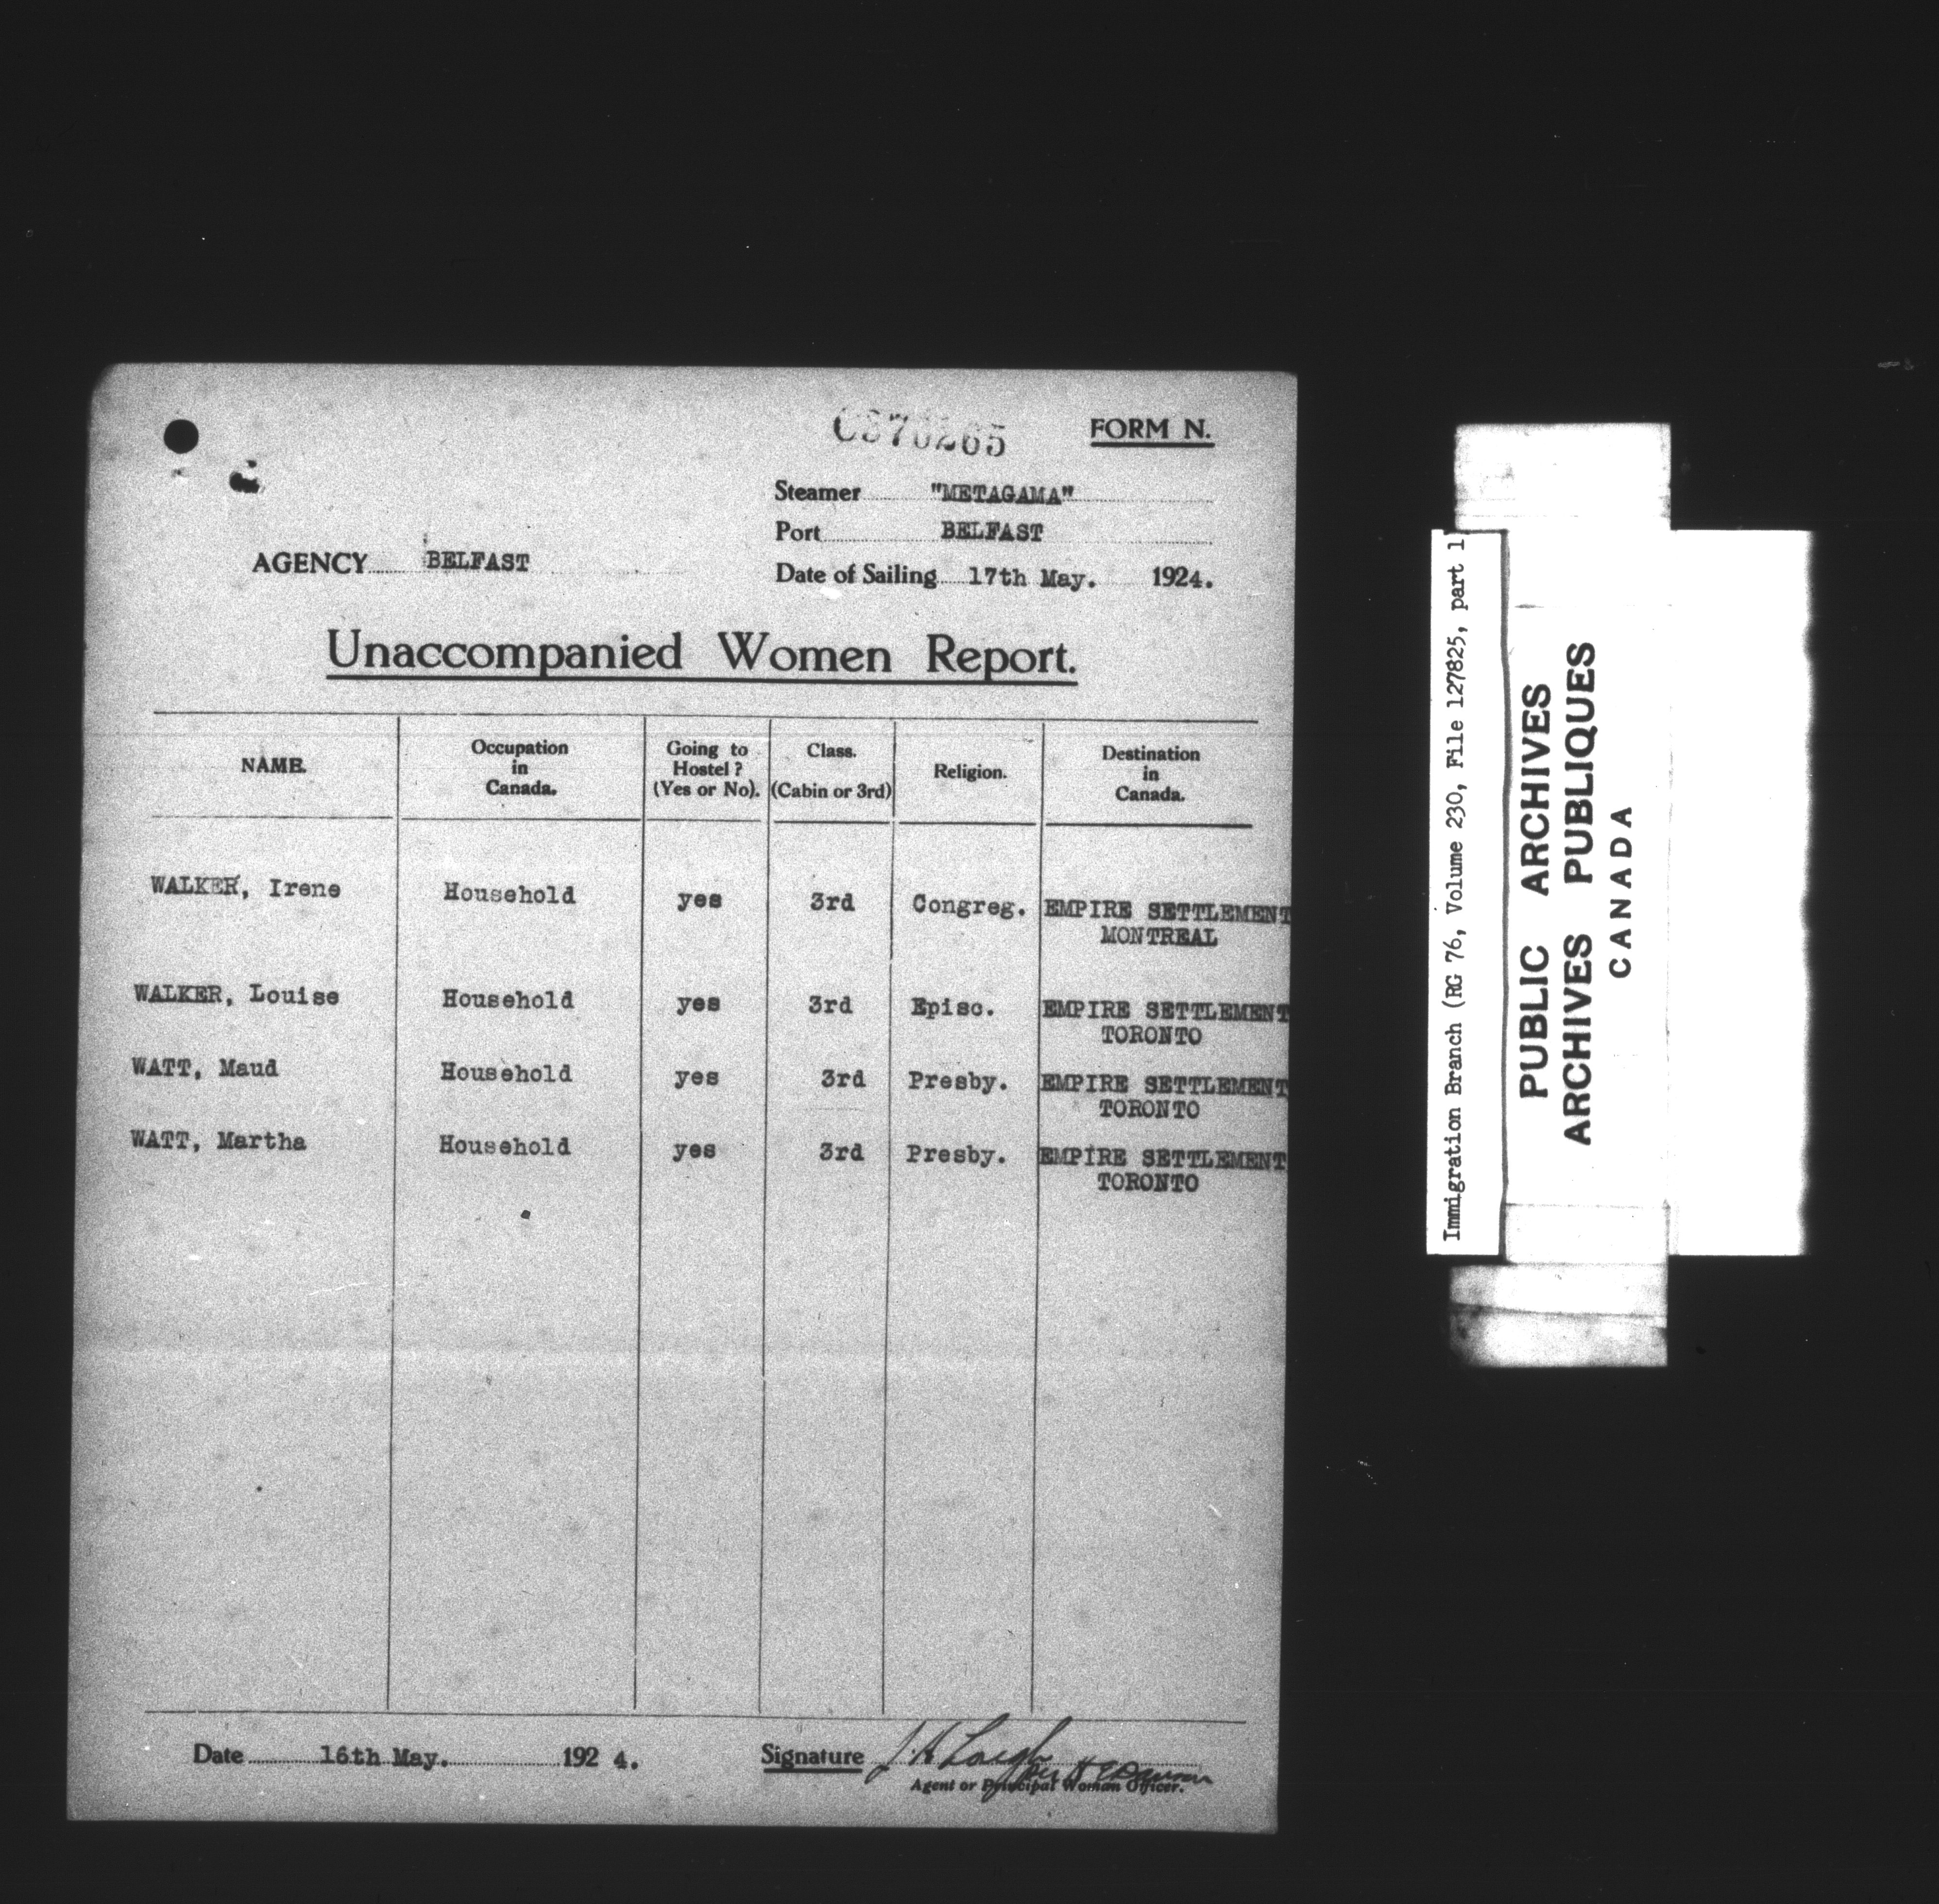 C370265
FORM N.
Steamer "METAGAMA"
Port BELFAST
AGENCY BELFAST
Date of Sailing 17th May. 1924.
Unaccompanied Women Report.
NAME. Occupation in Canada. Going to Hostel? (Yes or No). Class. (Cabin or 3rd) Religion. Destination in Canada.
WALKER, Irene Household yes 3rd Congreg. EMPIRE SETTLEMENT
MONTREAL
WALKER, Louise Household yes 3rd Episc. EMPIRE SETTLEMENT
TORONTO
WATT, Maud Household yes 3rd Presby. EMPIRE SETTLEMENT
TORONTO
WATT, Martha Household yes 3rd Presby. EMPIRE SETTLEMENT
TORONTO
Date 16th May. 192 4.
Signature
Agent or Principal Woman Officer.
Immigration Branch (RG 76, Volume 230, File 127825, part 1
PUBLIC ARCHIVES
ARCHIVES PUBLIQUES
CANADA